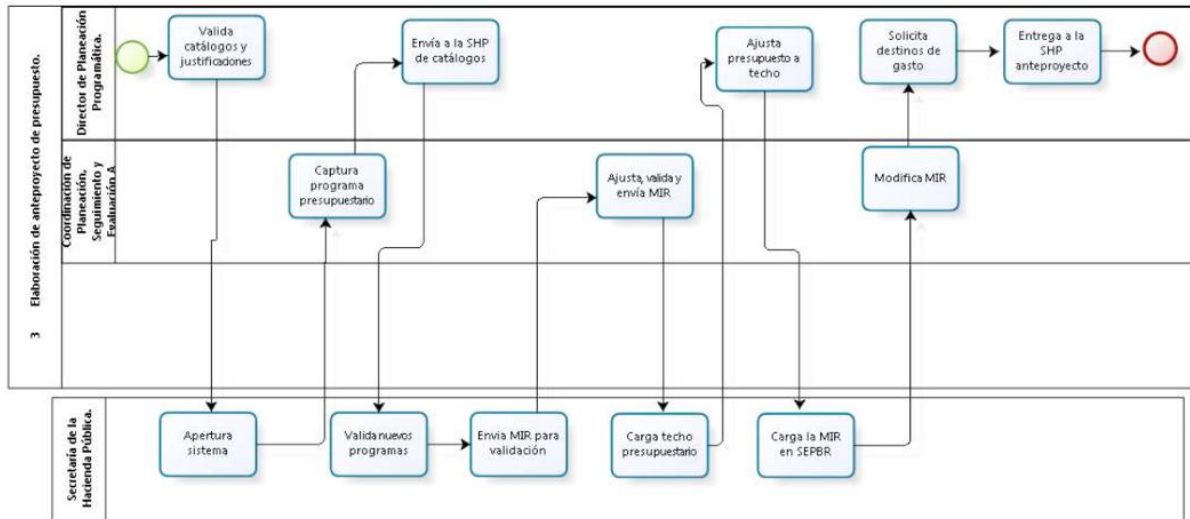 3 Elaboración de anteproyecto de presupuesto.
Director de Planeación
Programática.
Valida
catálogos y
justificaciones
Envía a la SHP
de catálogos
Ajusta
presupuesto a
techo
Solicita
destinos de
gasto
Entrega a la
SHP
anteproyecto
Coordinación de
Planeación,
Seguimiento y
Evaluación A
Captura
programa
presupuestario
Ajusta, valida y
envía MIR
Modifica MIR
Secretaría de la
Hacienda Pública.
Apertura
sistema
Valida nuevos
programas
Envia MIR para
validación
Carga techo
presupuestario
Carga la MIR
en SEPBR